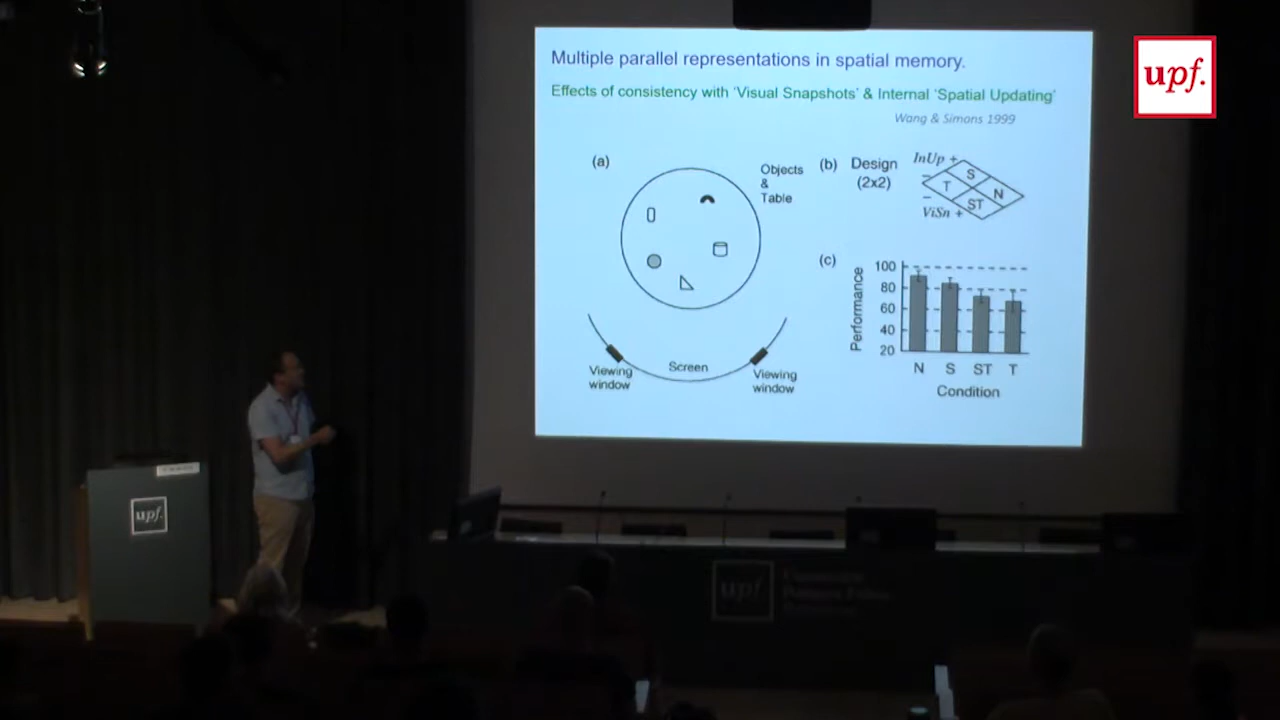 Multiple parallel representations in spatial memory.
Effects of consistency with 'Visual Snapshots' & Internal 'Spatial Updating'
Wang & Simons 1999
(a)
Objects
&
Table
Viewing
window
Screen
Viewing
window
(b) Design
(2x2)
InUp +
−
S
T
N
ST
−
ViSn +
(c)
Performance
100
80
60
40
20
N S ST T
Condition
upf.
upf.
upf.